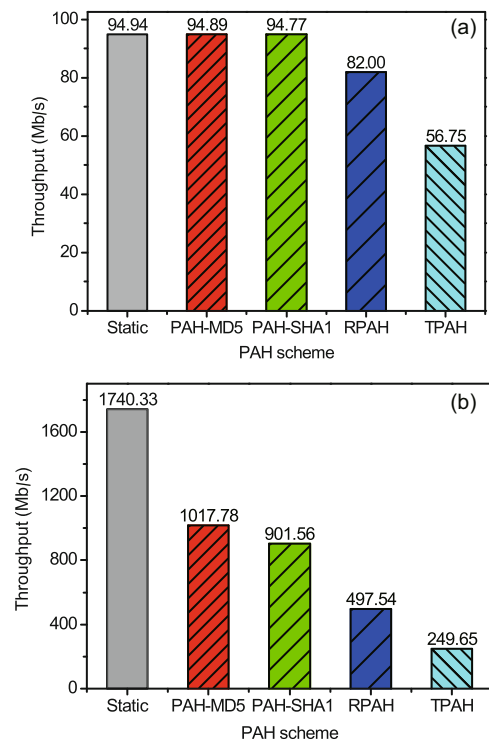 (a)
94.94 94.89 94.77 82.00 56.75
100
80
60
40
20
0
Throughput (Mb/s)
Static PAH-MD5 PAH-SHA1 RPAH TPAH
PAH scheme
(b)
1740.33
1017.78
901.56
497.54
249.65
1600
1200
800
400
0
Throughput (Mb/s)
Static PAH-MD5 PAH-SHA1 RPAH TPAH
PAH scheme